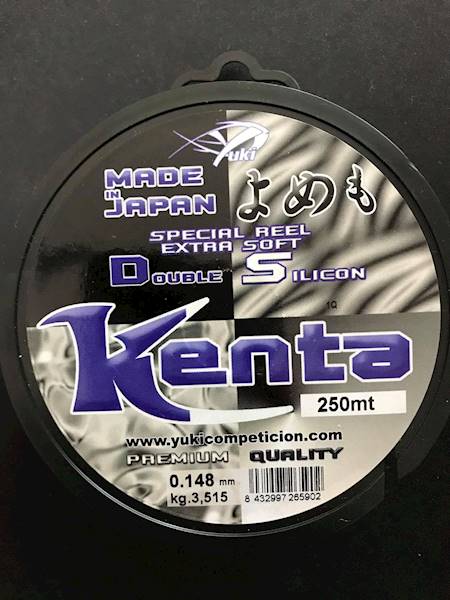 Yuki
MADE
IN
JAPAN
よめも
SPECIAL REEL
EXTRA SOFT
DOUBLE SILICON
1Q
Kenta
250mt
www.yukicompeticion.com
PREMIUM QUALITY
0.148 mm
kg.3,515
8 432997 265902